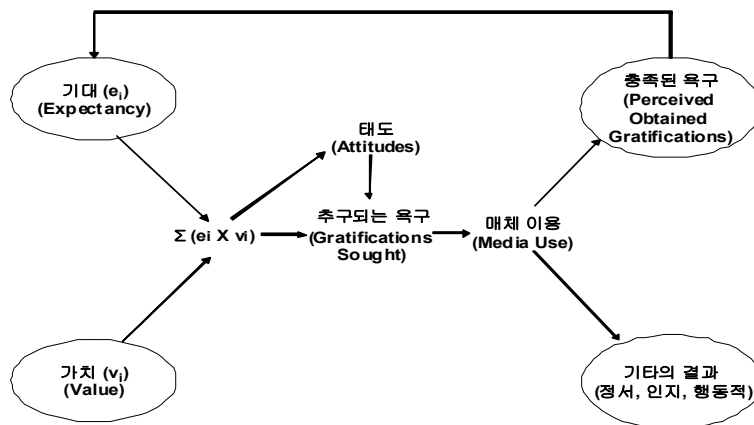 기대 (ei)
(Expectancy)
충족된 욕구
(Perceived
Obtained
Gratifications)
태도
(Attitudes)
Σ (ei X vi)
추구되는 욕구
(Gratifications
Sought)
매체 이용
(Media Use)
가치 (vi)
(Value)
기타의 결과
(정서, 인지, 행동적)